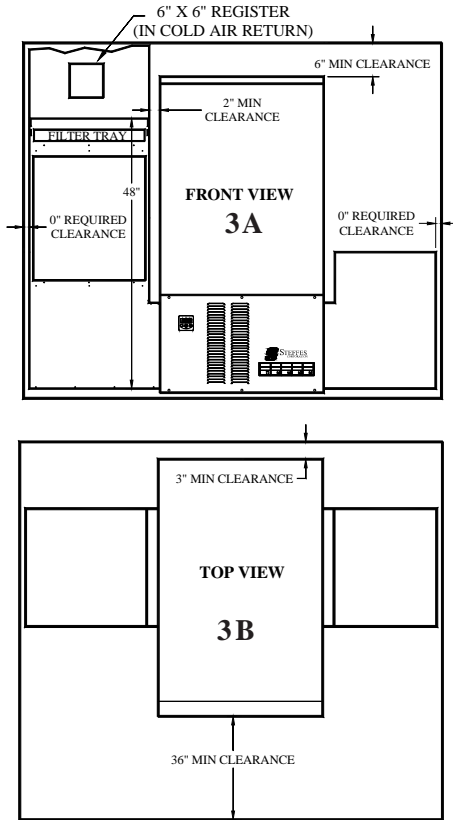 6" X 6" REGISTER
(IN COLD AIR RETURN)
6" MIN CLEARANCE
2" MIN
CLEARANCE
FILTER TRAY
48"
FRONT VIEW
3A
0" REQUIRED
CLEARANCE
0" REQUIRED
CLEARANCE
STEFFES
3" MIN CLEARANCE
TOP VIEW
3B
36" MIN CLEARANCE